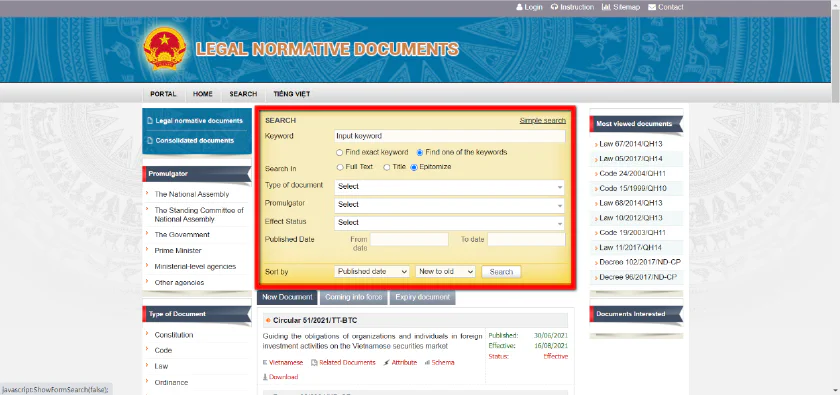 Login Instruction Sitemap Contact
LEGAL NORMATIVE DOCUMENTS
PORTAL HOME SEARCH TIẾNG VIỆT
Legal normative documents
Consolidated documents
Promulgator
The National Assembly
The Standing Committee of
National Assembly
The Government
Prime Minister
Ministerial-level agencies
Other agencies
Type of Document
Constitution
Code
Law
Ordinance
SEARCH Simple search
Keyword Input keyword
Find exact keyword Find one of the keywords
Search In Full Text Title Epitomize
Type of document Select
Promulgator Select
Effect Status Select
Published Date From date To date
Sort by Published date New to old Search
New Document Coming into force Expiry document
Circular 51/2021/TT-BTC
Guiding the obligations of organizations and individuals in foreign
investment activities on the Vietnamese securities market
Published: 30/06/2021
Effective: 16/08/2021
Status: Effective
Vietnamese Related Documents Attribute Schema
Download
Most viewed documents
Law 67/2014/QH13
Law 05/2017/QH14
Code 24/2004/QH11
Code 15/1999/QH10
Law 68/2014/QH13
Law 10/2012/QH13
Code 19/2003/QH11
Law 11/2017/QH14
Decree 102/2017/ND-CP
Decree 96/2017/ND-CP
Documents Interested
javascript:ShowFormSearch(false);